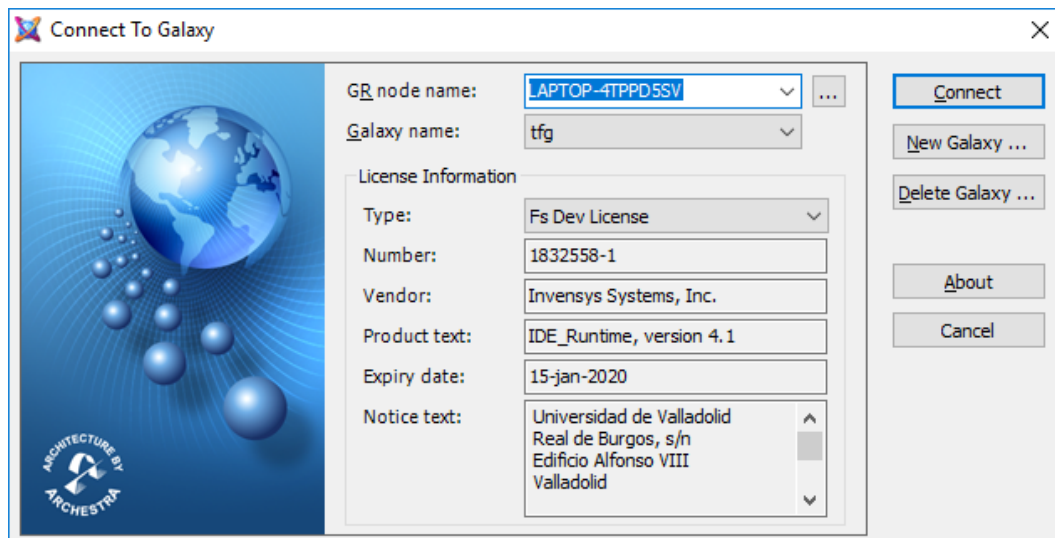 Connect To Galaxy
GR node name: LAPTOP-4TPPD5SV ...
Connect
Galaxy name: tfg
New Galaxy ...
License Information
Delete Galaxy ...
Type: Fs Dev License
Number: 1832558-1
Vendor: Invensys Systems, Inc.
About
Product text: IDE_Runtime, version 4.1
Cancel
Expiry date: 15-jan-2020
Notice text: Universidad de Valladolid
Real de Burgos, s/n
Edificio Alfonso VIII
Valladolid
ARCHITECTURE BY
ARCHESTRA